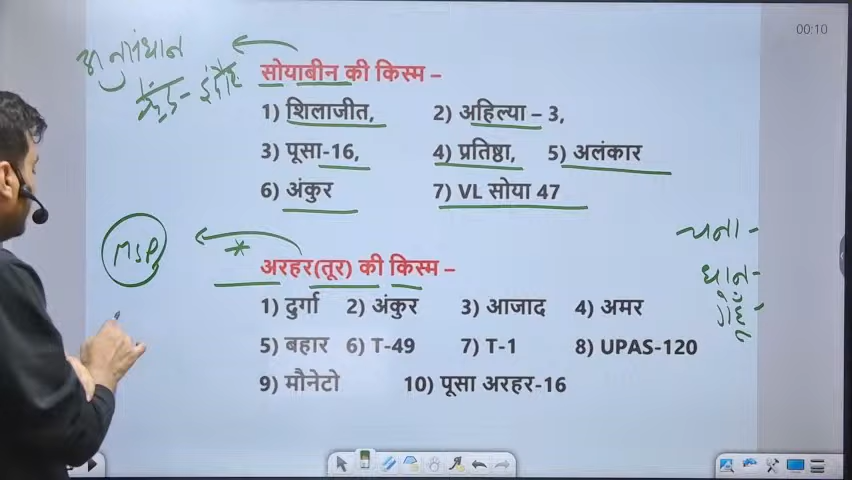 00:10
अनुसंधान
केंद्र - इंदौर
सोयाबीन की किस्म –
1) शिलाजीत, 2) अहिल्या – 3,
3) पूसा-16, 4) प्रतिष्ठा, 5) अलंकार
6) अंकुर 7) VL सोया 47
MSP
अरहर(तूर) की किस्म –
1) दुर्गा 2) अंकुर 3) आजाद 4) अमर
5) बहार 6) T-49 7) T-1 8) UPAS-120
9) मौनेटो 10) पूसा अरहर-16
चना -
धान -
गेहूं -